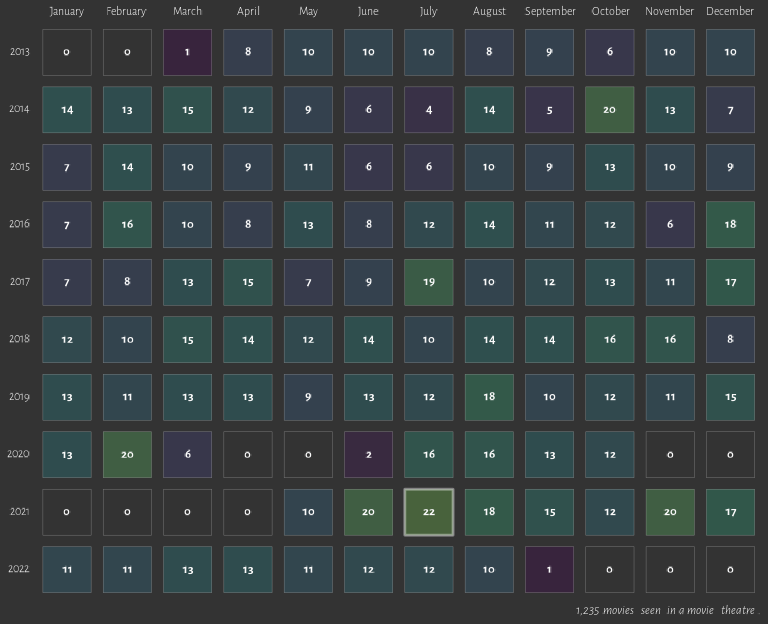 January February March April May June July August September October November December
2013 0 0 1 8 10 10 10 8 9 6 10 10
2014 14 13 15 12 9 6 4 14 5 20 13 7
2015 7 14 10 9 11 6 6 10 9 13 10 9
2016 7 16 10 8 13 8 12 14 11 12 6 18
2017 7 8 13 15 7 9 19 10 12 13 11 17
2018 12 10 15 14 12 14 10 14 14 16 16 8
2019 13 11 13 13 9 13 12 18 10 12 11 15
2020 13 20 6 0 0 2 16 16 13 12 0 0
2021 0 0 0 0 10 20 22 18 15 12 20 17
2022 11 11 13 13 11 12 12 10 1 0 0 0
1,235 movies seen in a movie theatre .